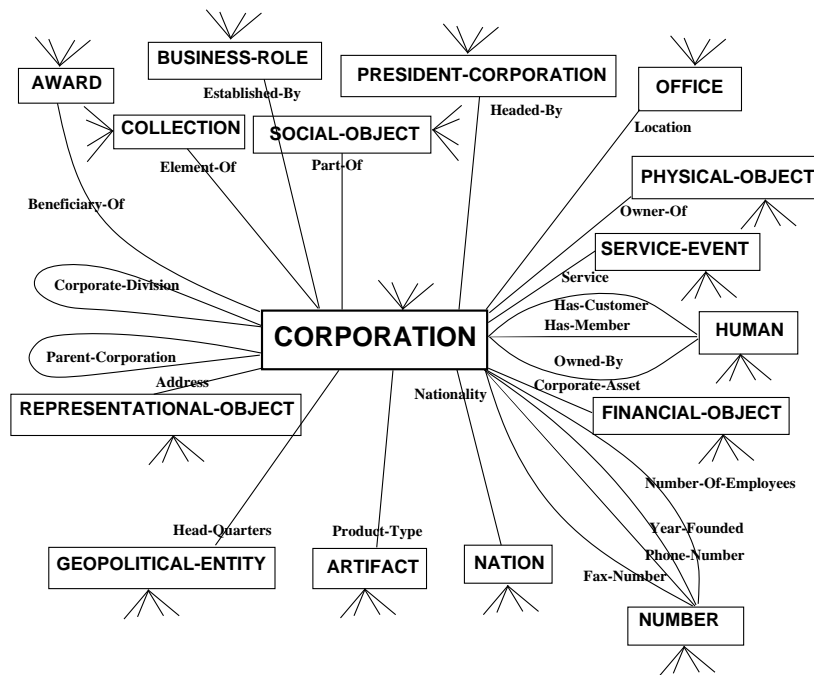 BUSINESS-ROLE
PRESIDENT-CORPORATION
AWARD
OFFICE
Established-By
Headed-By
COLLECTION
SOCIAL-OBJECT
Location
Element-Of
Part-Of
PHYSICAL-OBJECT
Beneficiary-Of
Owner-Of
SERVICE-EVENT
Service
Corporate-Division
Has-Customer
Has-Member
HUMAN
CORPORATION
Parent-Corporation
Owned-By
Address
Nationality
Corporate-Asset
REPRESENTATIONAL-OBJECT
FINANCIAL-OBJECT
Number-Of-Employees
Head-Quarters
Product-Type
Year-Founded
Phone-Number
GEOPOLITICAL-ENTITY
ARTIFACT
NATION
Fax-Number
NUMBER